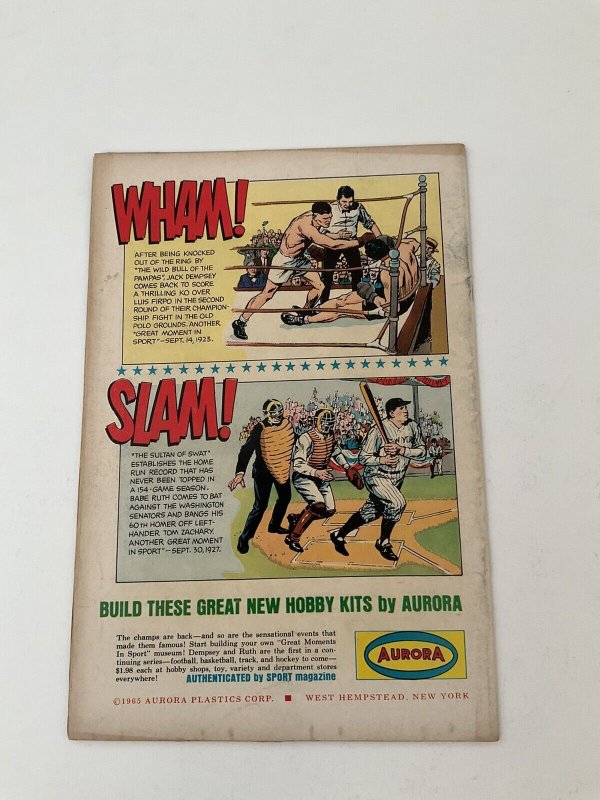 WHAM!
AFTER BEING KNOCKED
OUT OF THE RING BY
"THE WILD BULL OF THE
PAMPAS", JACK DEMPSEY
COMES BACK TO SCORE
A THRILLING KO OVER
LUIS FIRPO IN THE SECOND
ROUND OF THEIR CHAMPION-
SHIP FIGHT IN THE OLD
POLO GROUNDS. ANOTHER
"GREAT MOMENT IN
SPORT"—SEPT. 14, 1923.
SLAM!
"THE SULTAN OF SWAT"
ESTABLISHES THE HOME
RUN RECORD THAT HAS
NEVER BEEN TOPPED IN
A 154-GAME SEASON.
BABE RUTH COMES TO BAT
AGAINST THE WASHINGTON
SENATORS AND BANGS HIS
60TH HOMER OFF LEFT-
HANDER TOM ZACHARY.
ANOTHER GREAT MOMENT
IN SPORT"—SEPT. 30, 1927.
BUILD THESE GREAT NEW HOBBY KITS by AURORA
The champs are back—and so are the sensational events that
made them famous! Start building your own "Great Moments
In Sport" museum! Dempsey and Ruth are the first in a con-
tinuing series—football, basketball, track, and hockey to come—
$1.98 each at hobby shops, toy, variety and department stores
everywhere! AUTHENTICATED by SPORT magazine
AURORA
©1965 AURORA PLASTICS CORP. ■ WEST HEMPSTEAD, NEW YORK